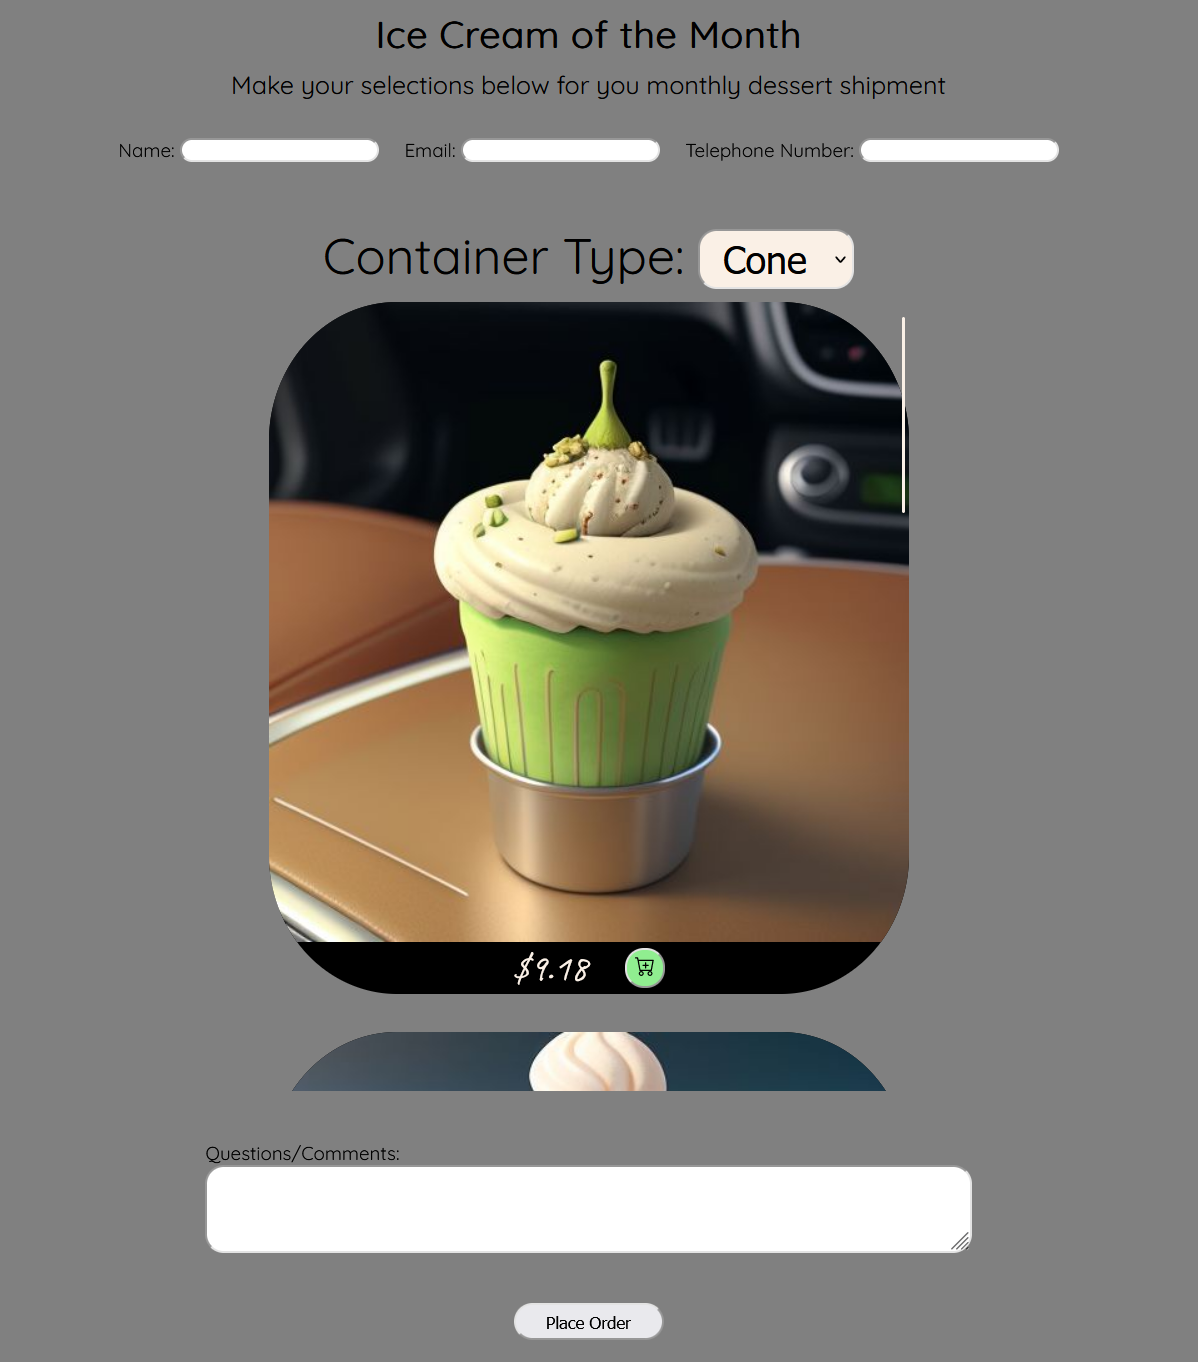 Ice Cream of the Month
Make your selections below for you monthly dessert shipment
Name: Email: Telephone Number:
Container Type: Cone
$9.18
Questions/Comments:
Place Order